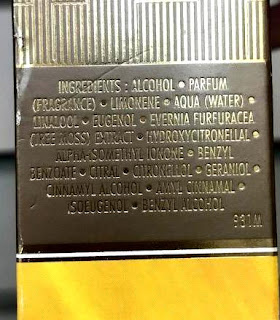 INGREDIENTS : ALCOHOL • PARFUM
(FRAGRANCE) • LIMONENE • AQUA (WATER) •
LINALOOL • EUGENOL • EVERNIA FURFURACEA
(TREE MOSS) EXTRACT • HYDROXYCITRONELLAL •
ALPHA-ISOMETHYL IONONE • BENZYL
BENZOATE • CITRAL • CITRONELLOL • GERANIOL •
CINNAMYL ALCOHOL • AMYL CINNAMAL •
ISOEUGENOL • BENZYL ALCOHOL